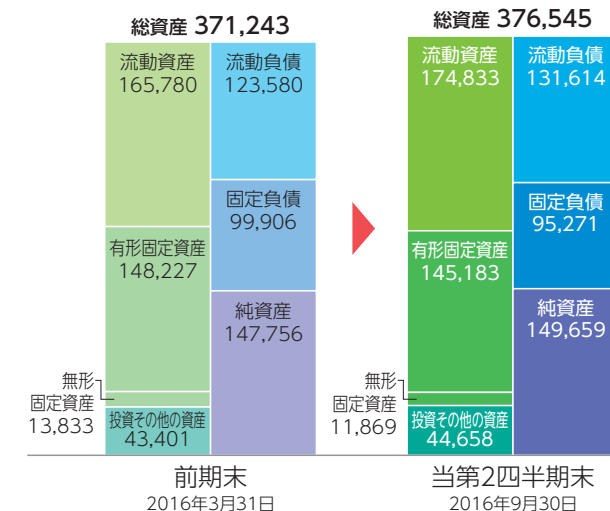 総資産 371,243
流動資産
165,780
流動負債
123,580
固定負債
99,906
有形固定資産
148,227
純資産
147,756
無形
固定資産
13,833
投資その他の資産
43,401
前期末
2016年3月31日
総資産 376,545
流動資産
174,833
流動負債
131,614
固定負債
95,271
有形固定資産
145,183
純資産
149,659
無形
固定資産
11,869
投資その他の資産
44,658
当第2四半期末
2016年9月30日